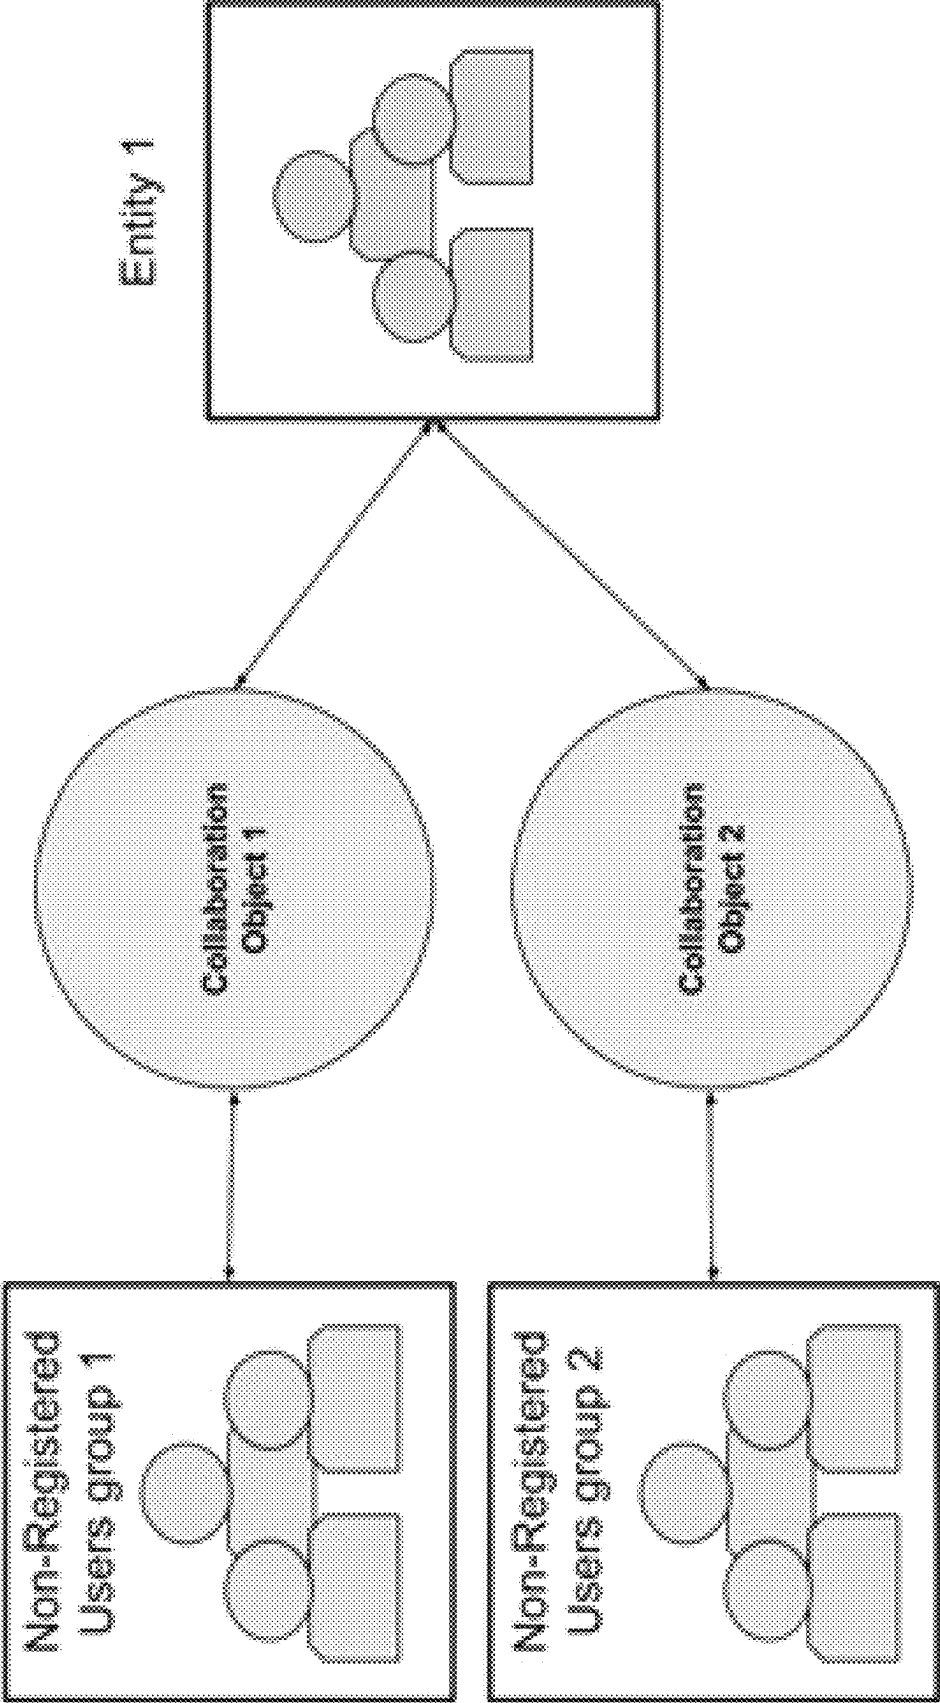 Non-Registered
Users group 1
Collaboration
Object 1
Entity 1
Non-Registered
Users group 2
Collaboration
Object 2